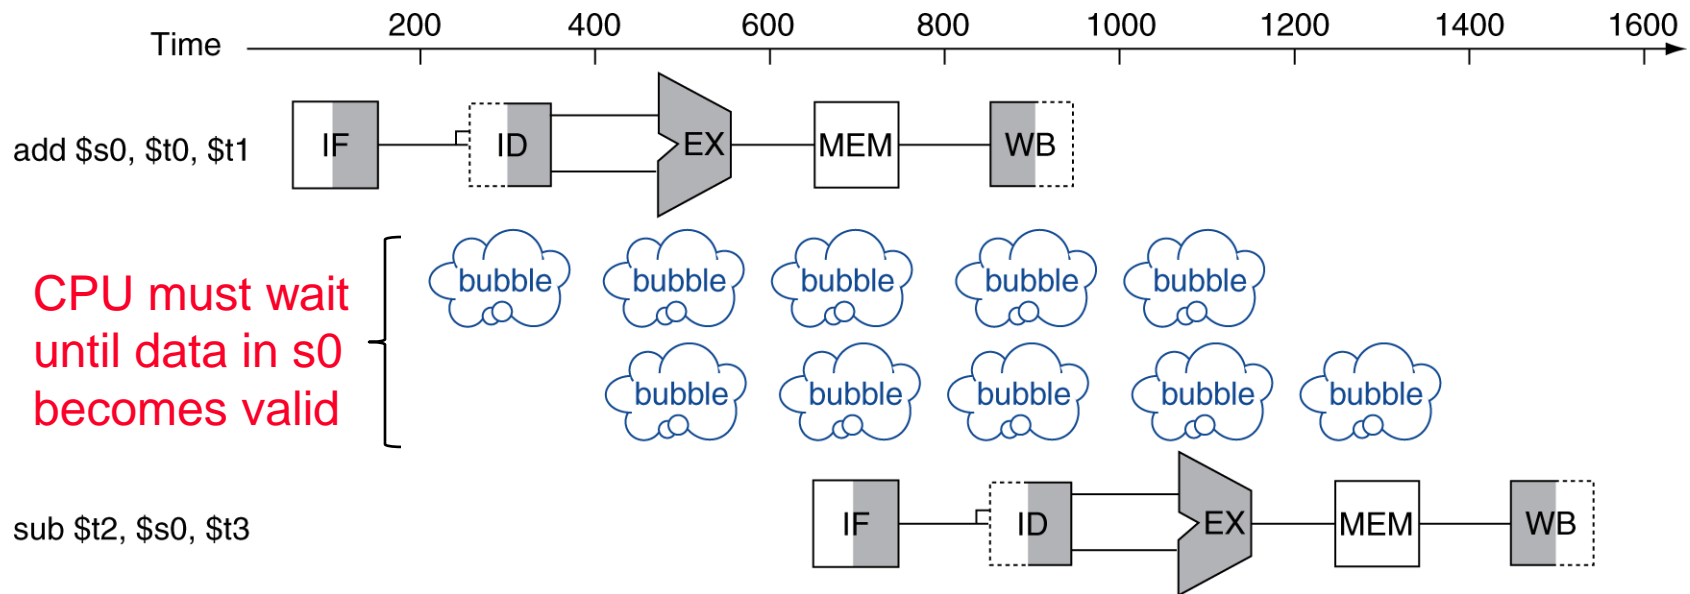 200 400 600 800 1000 1200 1400 1600
Time
add $s0, $t0, $t1 IF ID EX MEM WB
bubble bubble bubble bubble bubble
CPU must wait
until data in s0
becomes valid
bubble bubble bubble bubble bubble
sub $t2, $s0, $t3 IF ID EX MEM WB